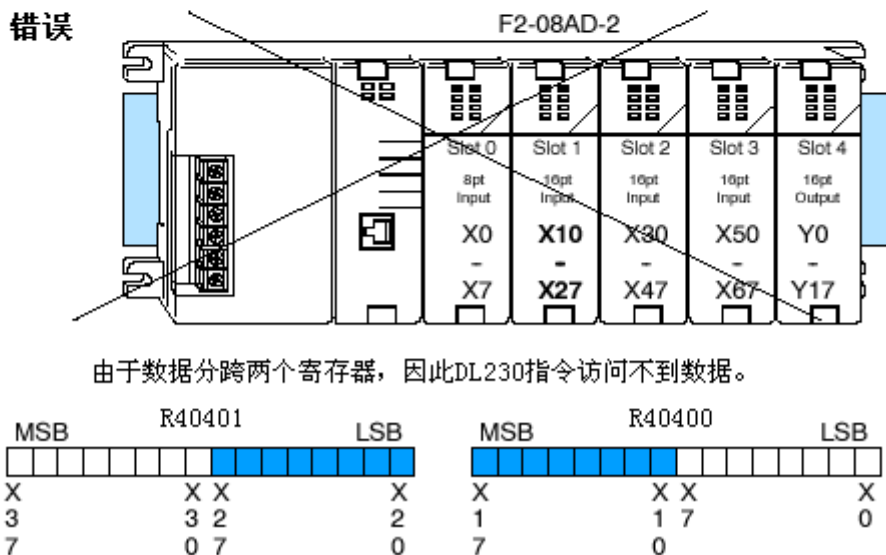 错误
F2-08AD-2
Slot 0 Slot 1 Slot 2 Slot 3 Slot 4
8pt 16pt 16pt 16pt 16pt
Input Input Input Input Output
X0 X10 X30 X50 Y0
- - - - -
X7 X27 X47 X67 Y17
由于数据分跨两个寄存器，因此DL230指令访问不到数据。
MSB R40401 LSB MSB R40400 LSB
X X X X X X X X
3 3 2 2 1 1 7 0
7 0 7 0 7 0